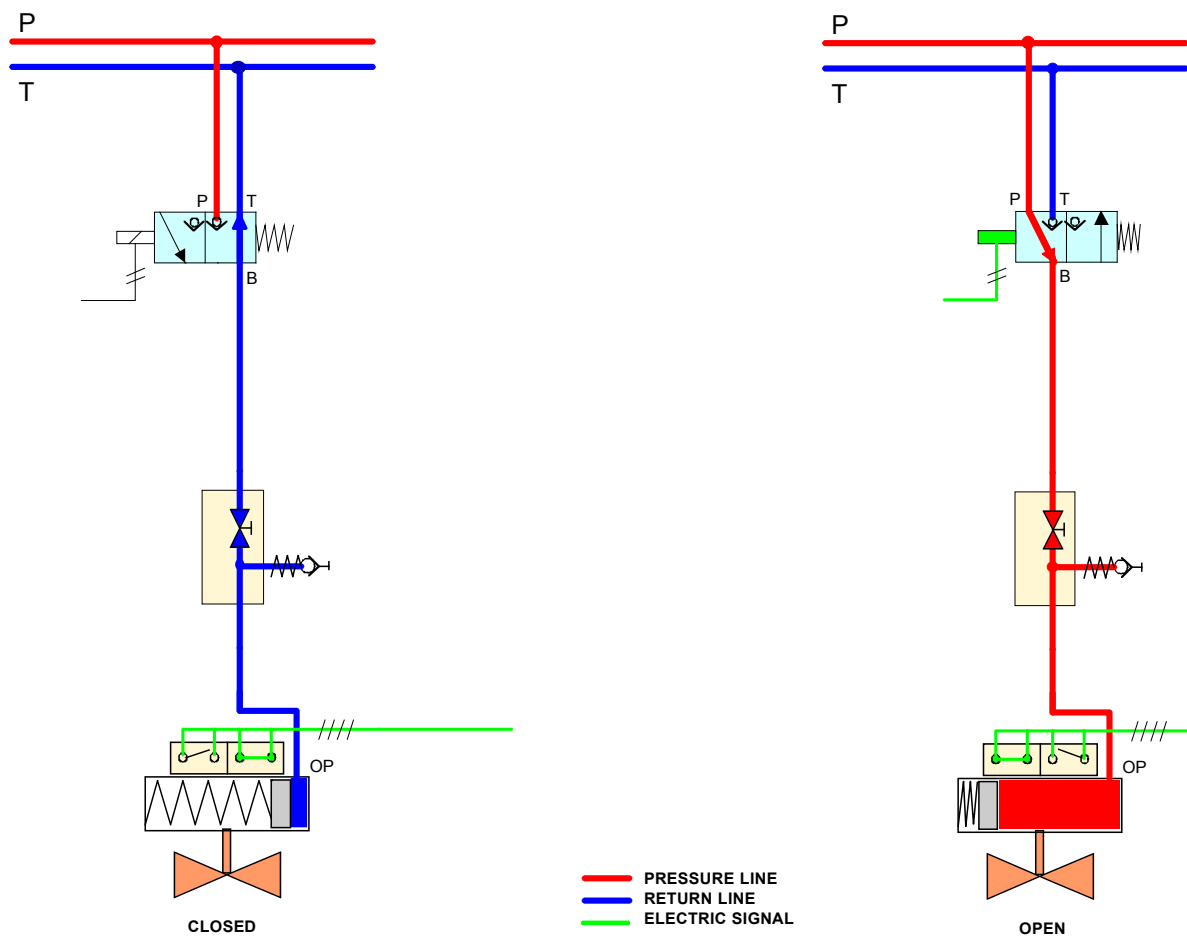 P
T
P
T
B
OP
CLOSED
P
T
P
T
B
OP
OPEN
PRESSURE LINE
RETURN LINE
ELECTRIC SIGNAL